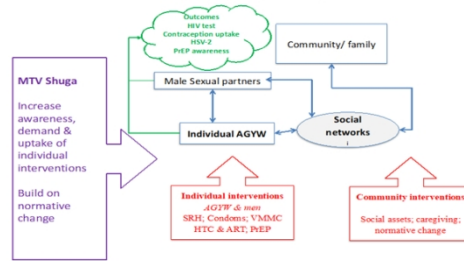 Outcomes
HIV test
Contraception uptake
HSV-2
PrEP awareness
Community/ family
MTV Shuga
Increase
awareness,
demand &
uptake of
individual
interventions
Build on
normative
change
Male Sexual partners
Individual AGYW
Social
networks
Individual interventions
AGYW & men
SRH; Condoms; VMMC
HTC & ART; PrEP
Community interventions
Social assets; caregiving;
normative change